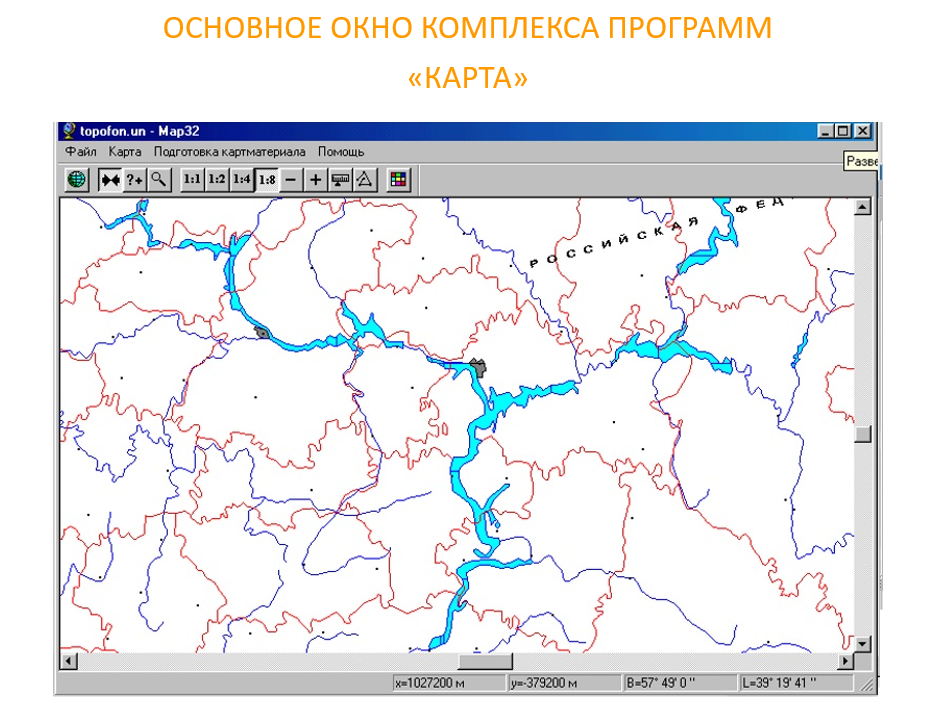 ОСНОВНОЕ ОКНО КОМПЛЕКСА ПРОГРАММ
«КАРТА»
topofon.un - Map32
Файл Карта Подготовка картматериала Помощь
Разве
?+ 1:1 1:2 1:4 1:8 − +
РОССИЙСКАЯ ФЕД
x=1027200 м y=-379200 м B=57° 49' 0 '' L=39° 19' 41 ''